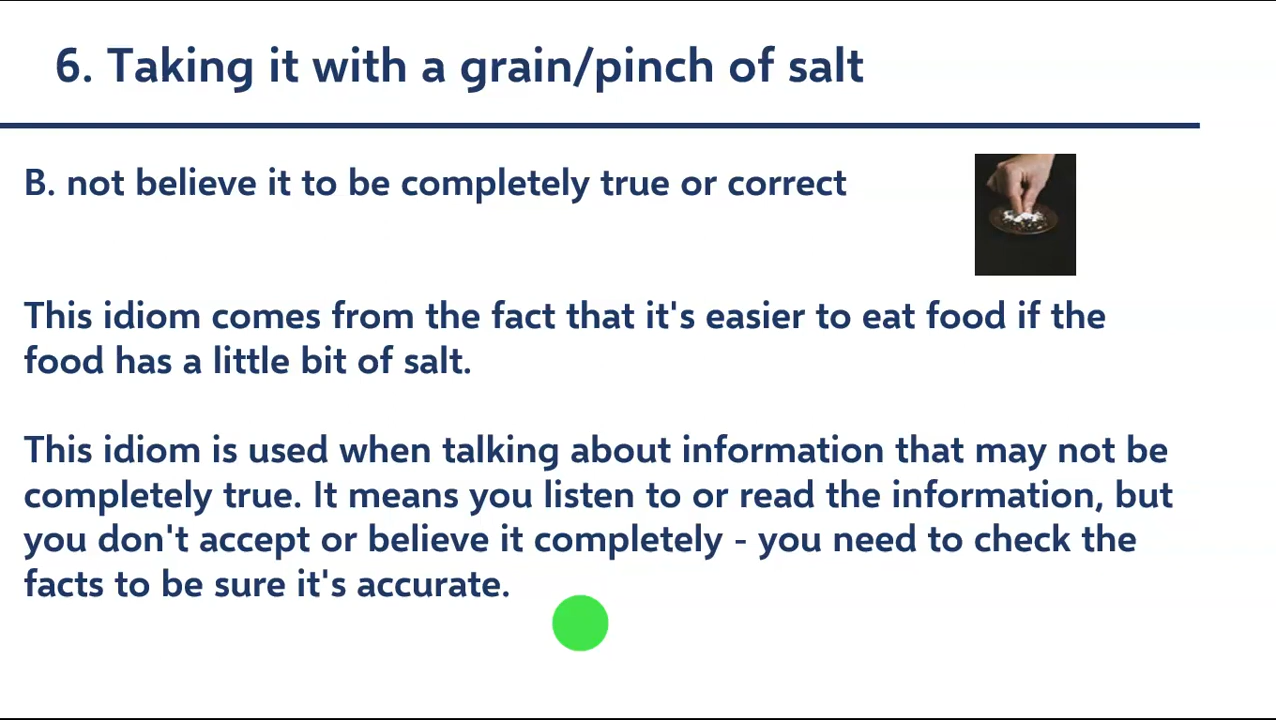 6. Taking it with a grain/pinch of salt
B. not believe it to be completely true or correct
This idiom comes from the fact that it's easier to eat food if the
food has a little bit of salt.
This idiom is used when talking about information that may not be
completely true. It means you listen to or read the information, but
you don't accept or believe it completely - you need to check the
facts to be sure it's accurate.